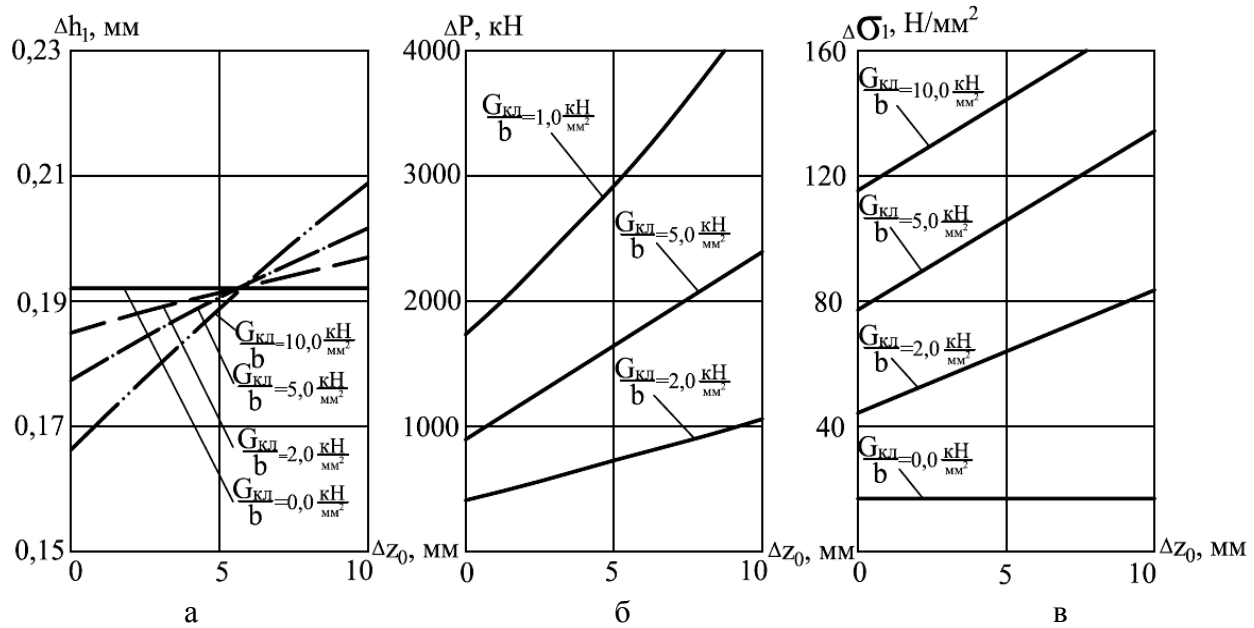 Δh₁, мм
0,23
0,21
0,19
0,17
0,15
Gкл/b=10,0 кН/мм²
Gкл/b=5,0 кН/мм²
Gкл/b=2,0 кН/мм²
Gкл/b=0,0 кН/мм²
0 5 10
Δz₀, мм
а
ΔP, кН
4000
3000
2000
1000
Gкл/b=1,0 кН/мм²
Gкл/b=5,0 кН/мм²
Gкл/b=2,0 кН/мм²
0 5 10
Δz₀, мм
б
Δσ₁, Н/мм²
160
120
80
40
Gкл/b=10,0 кН/мм²
Gкл/b=5,0 кН/мм²
Gкл/b=2,0 кН/мм²
Gкл/b=0,0 кН/мм²
0 5 10
Δz₀, мм
в